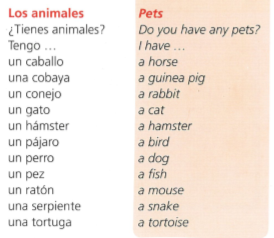 Los animales Pets
¿Tienes animales? Do you have any pets?
Tengo … I have …
un caballo a horse
una cobaya a guinea pig
un conejo a rabbit
un gato a cat
un hámster a hamster
un pájaro a bird
un perro a dog
un pez a fish
un ratón a mouse
una serpiente a snake
una tortuga a tortoise